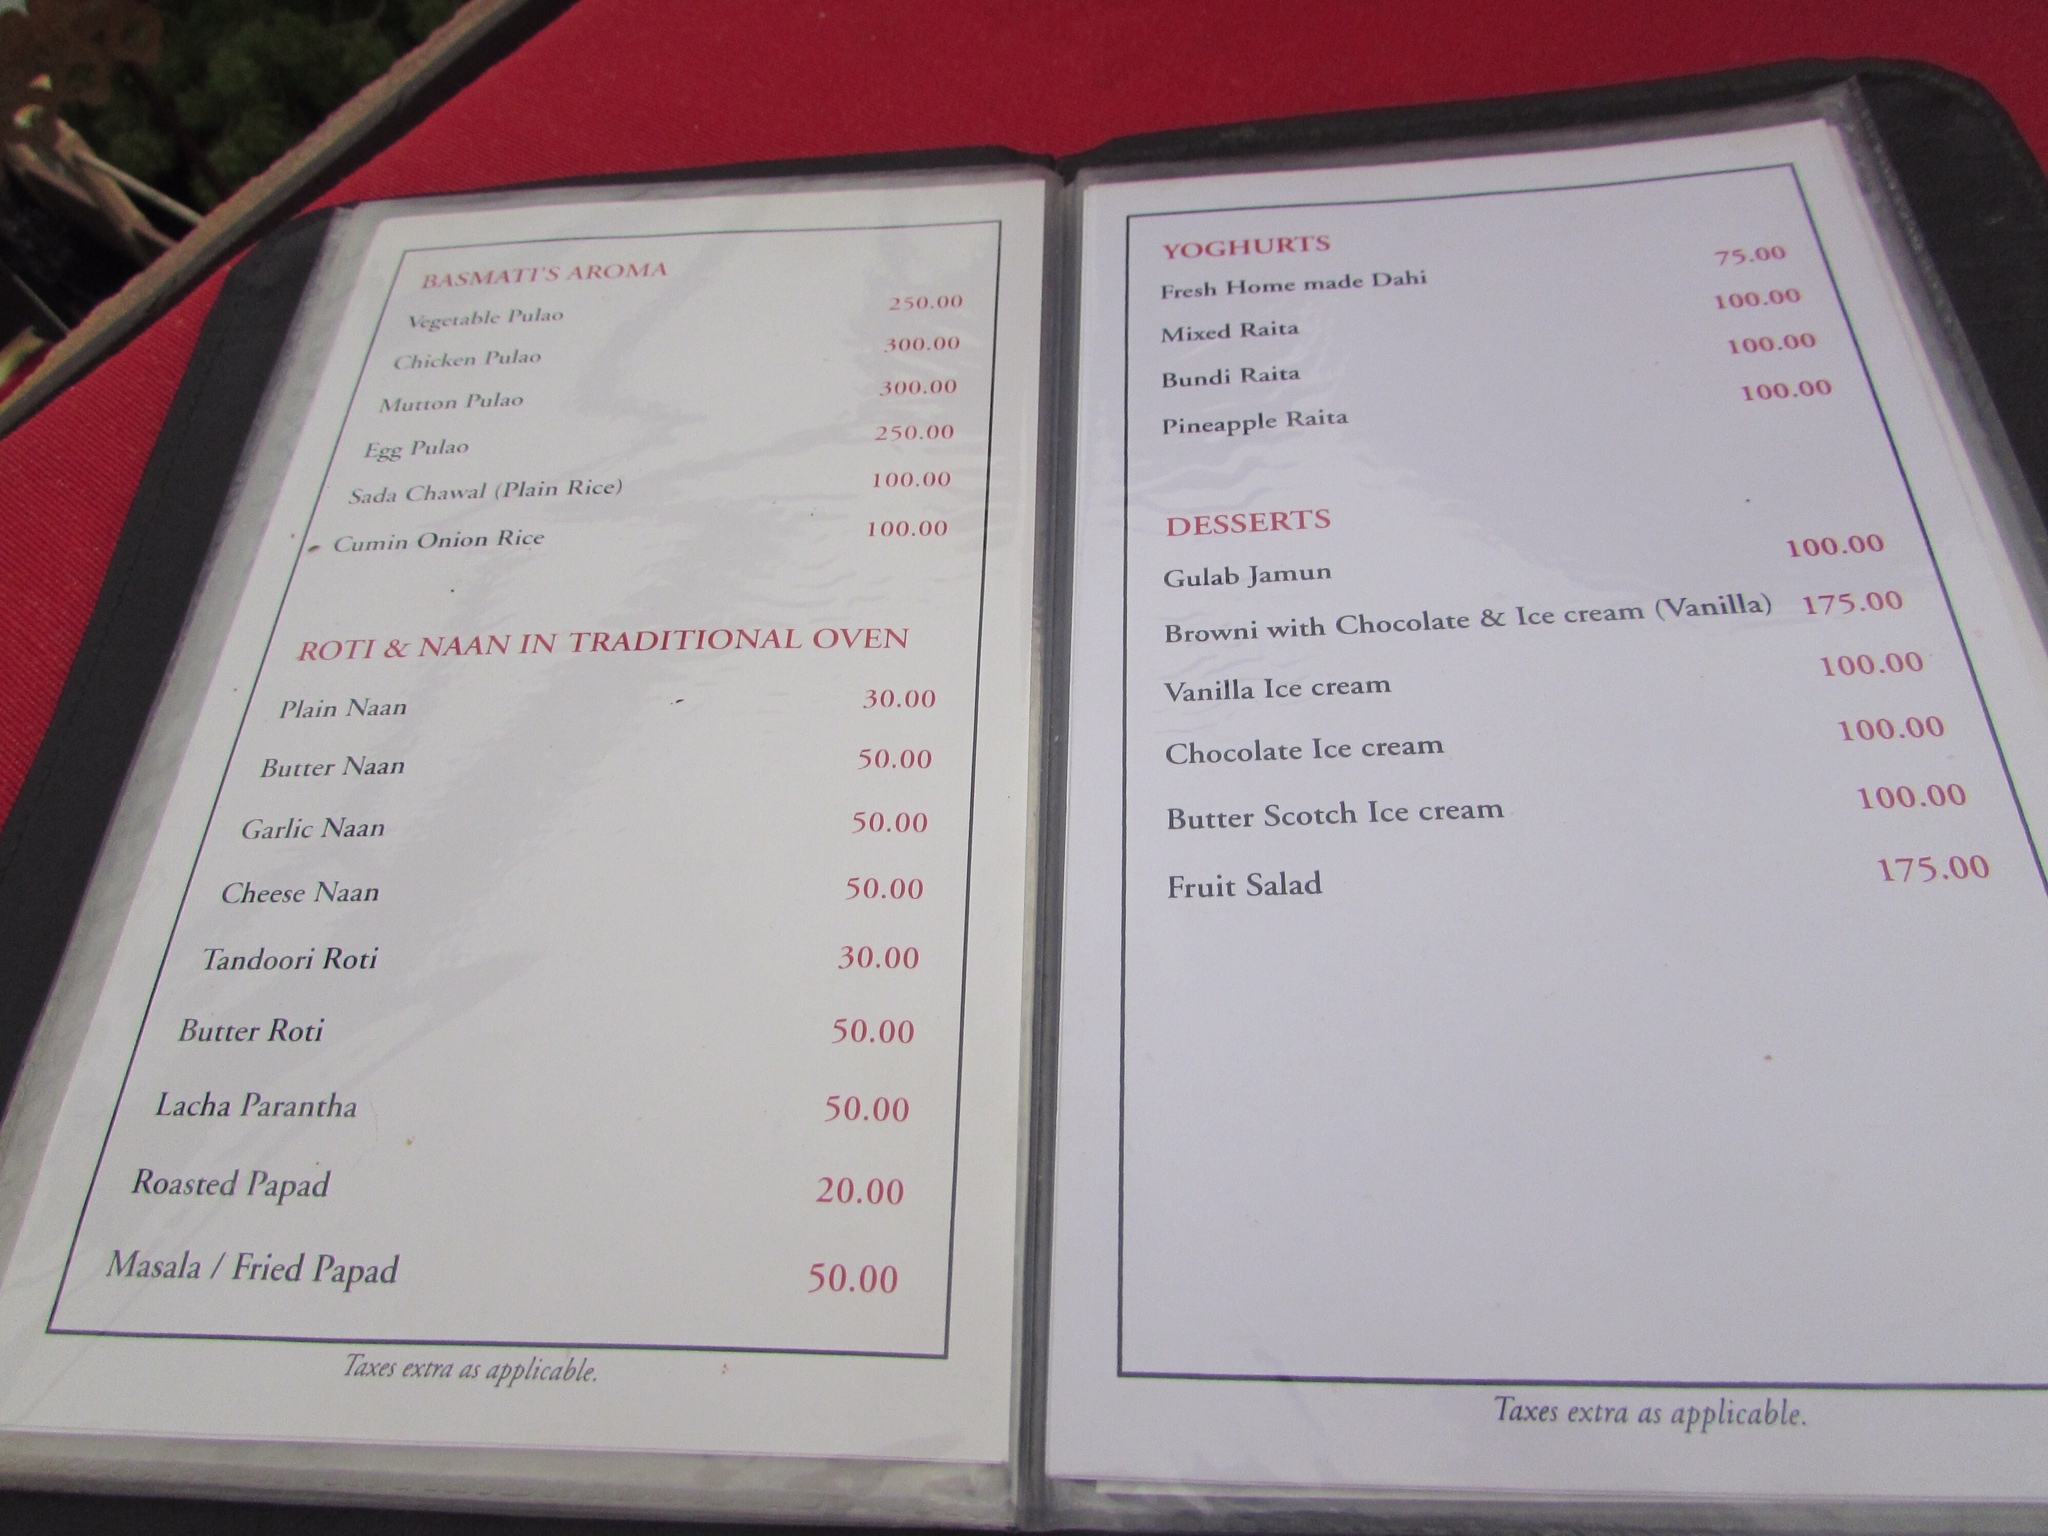 BASMATI'S AROMA
Vegetable Pulao 250.00
Chicken Pulao 300.00
Mutton Pulao 300.00
Egg Pulao 250.00
Sada Chawal (Plain Rice) 100.00
Cumin Onion Rice 100.00
ROTI & NAAN IN TRADITIONAL OVEN
Plain Naan 30.00
Butter Naan 50.00
Garlic Naan 50.00
Cheese Naan 50.00
Tandoori Roti 30.00
Butter Roti 50.00
Lacha Parantha 50.00
Roasted Papad 20.00
Masala / Fried Papad 50.00
Taxes extra as applicable.
YOGHURTS
Fresh Home made Dahi 75.00
Mixed Raita 100.00
Bundi Raita 100.00
Pineapple Raita 100.00
DESSERTS
Gulab Jamun 100.00
Browni with Chocolate & Ice cream (Vanilla) 175.00
Vanilla Ice cream 100.00
Chocolate Ice cream 100.00
Butter Scotch Ice cream 100.00
Fruit Salad 175.00
Taxes extra as applicable.